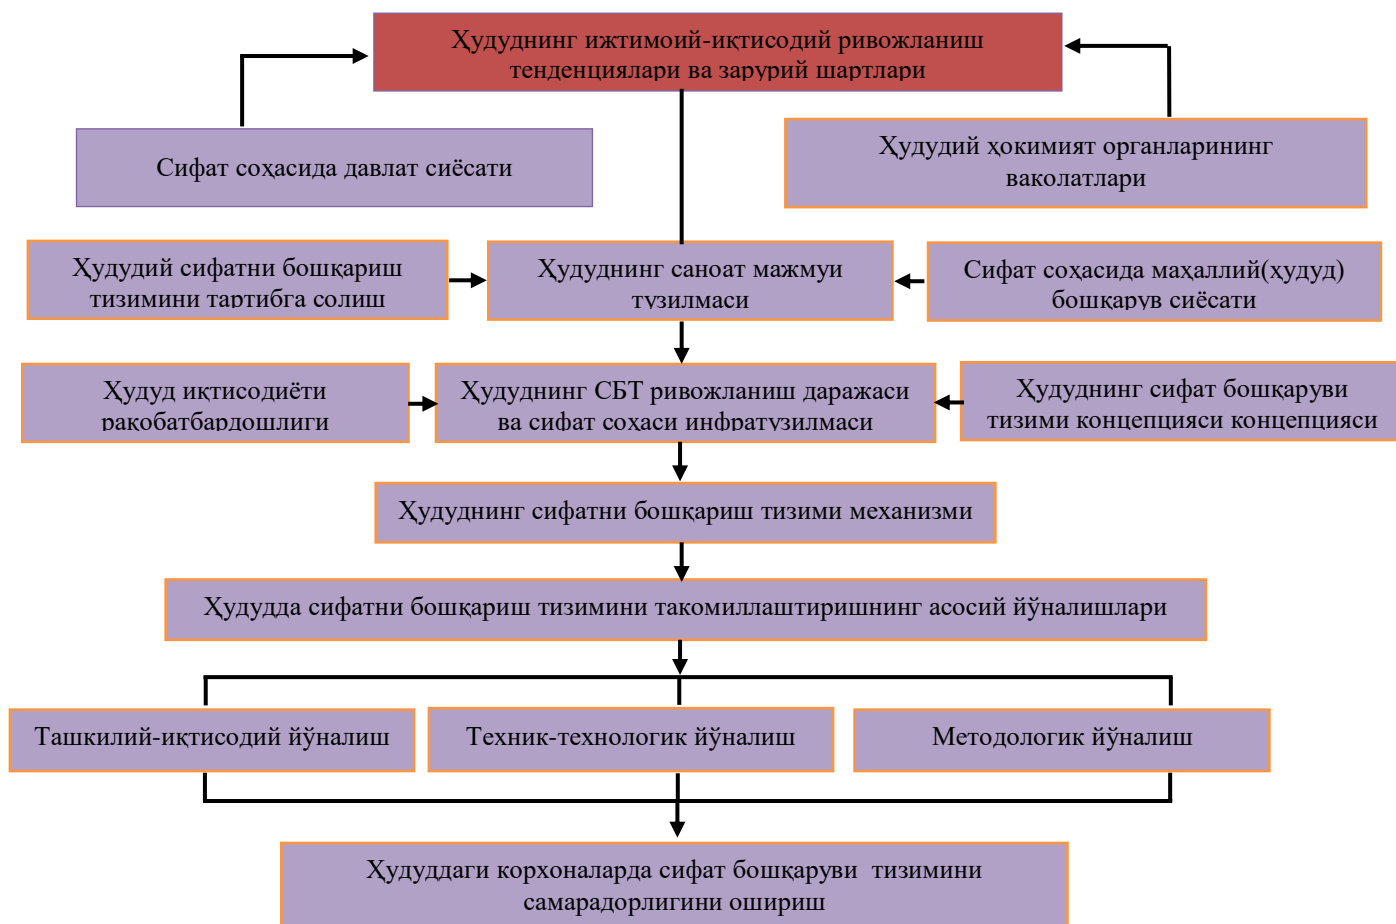 Ҳудуднинг ижтимоий-иқтисодий ривожланиш
тенденциялари ва зарурий шартлари
Сифат соҳасида давлат сиёсати
Ҳудудий ҳокимият органларининг
ваколатлари
Ҳудудий сифатни бошқариш
тизимини тартибга солиш
Ҳудуднинг саноат мажмуи
тузилмаси
Сифат соҳасида маҳаллий(ҳудуд)
бошқарув сиёсати
Ҳудуд иқтисодиёти
рақобатбардошлиги
Ҳудуднинг СБТ ривожланиш даражаси
ва сифат соҳаси инфратузилмаси
Ҳудуднинг сифат бошқаруви
тизими концепцияси концепцияси
Ҳудуднинг сифатни бошқариш тизими механизми
Ҳудудда сифатни бошқариш тизимини такомиллаштиришнинг асосий йўналишлари
Ташкилий-иқтисодий йўналиш
Техник-технологик йўналиш
Методологик йўналиш
Ҳудуддаги корхоналарда сифат бошқаруви тизимини
самарадорлигини ошириш